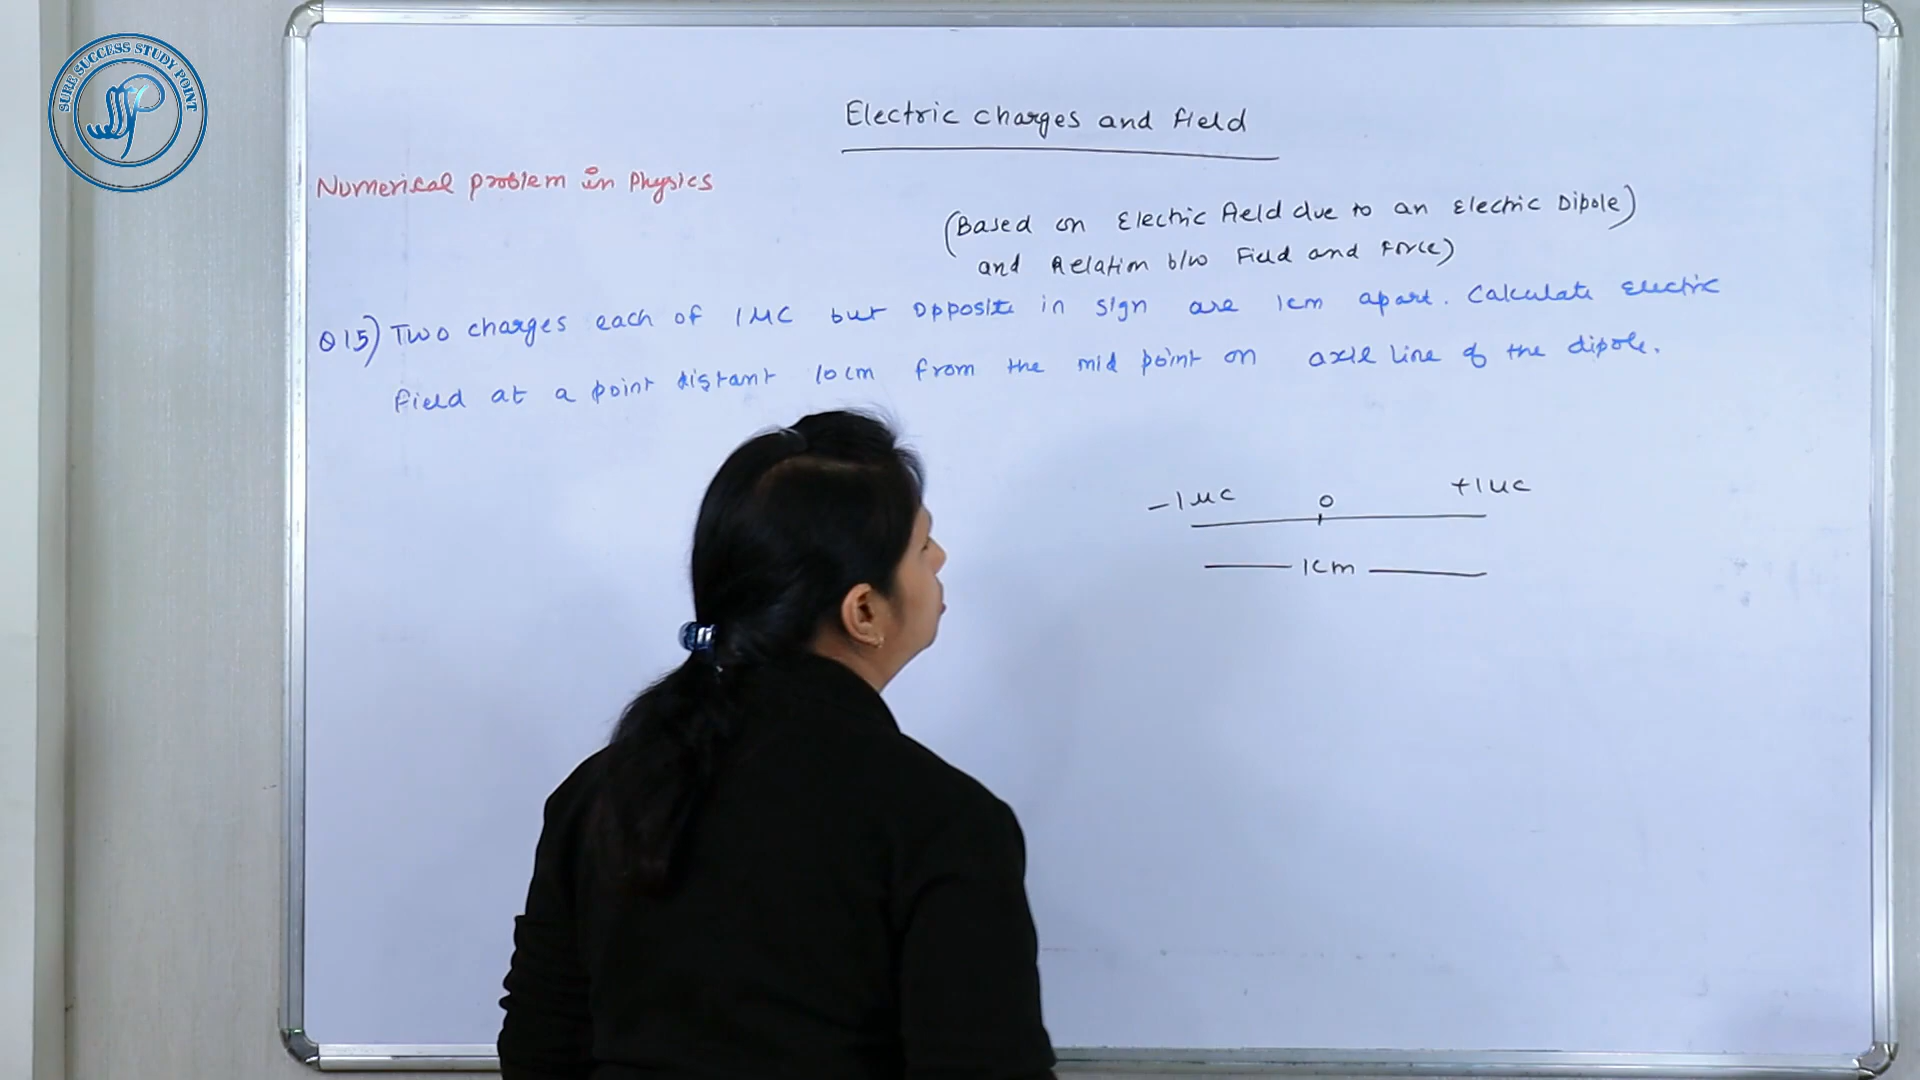 SURE SUCCESS STUDY POINT
Electric charges and field
Numerical problem in Physics
(Based on Electric field due to an Electric Dipole)
and Relation b/w Field and Force)
Q15) Two charges each of 1μC but opposite in sign are 1cm apart. Calculate electric
field at a point distant 10cm from the mid point on axil line of the dipole.
-1μc o +1μc
1cm